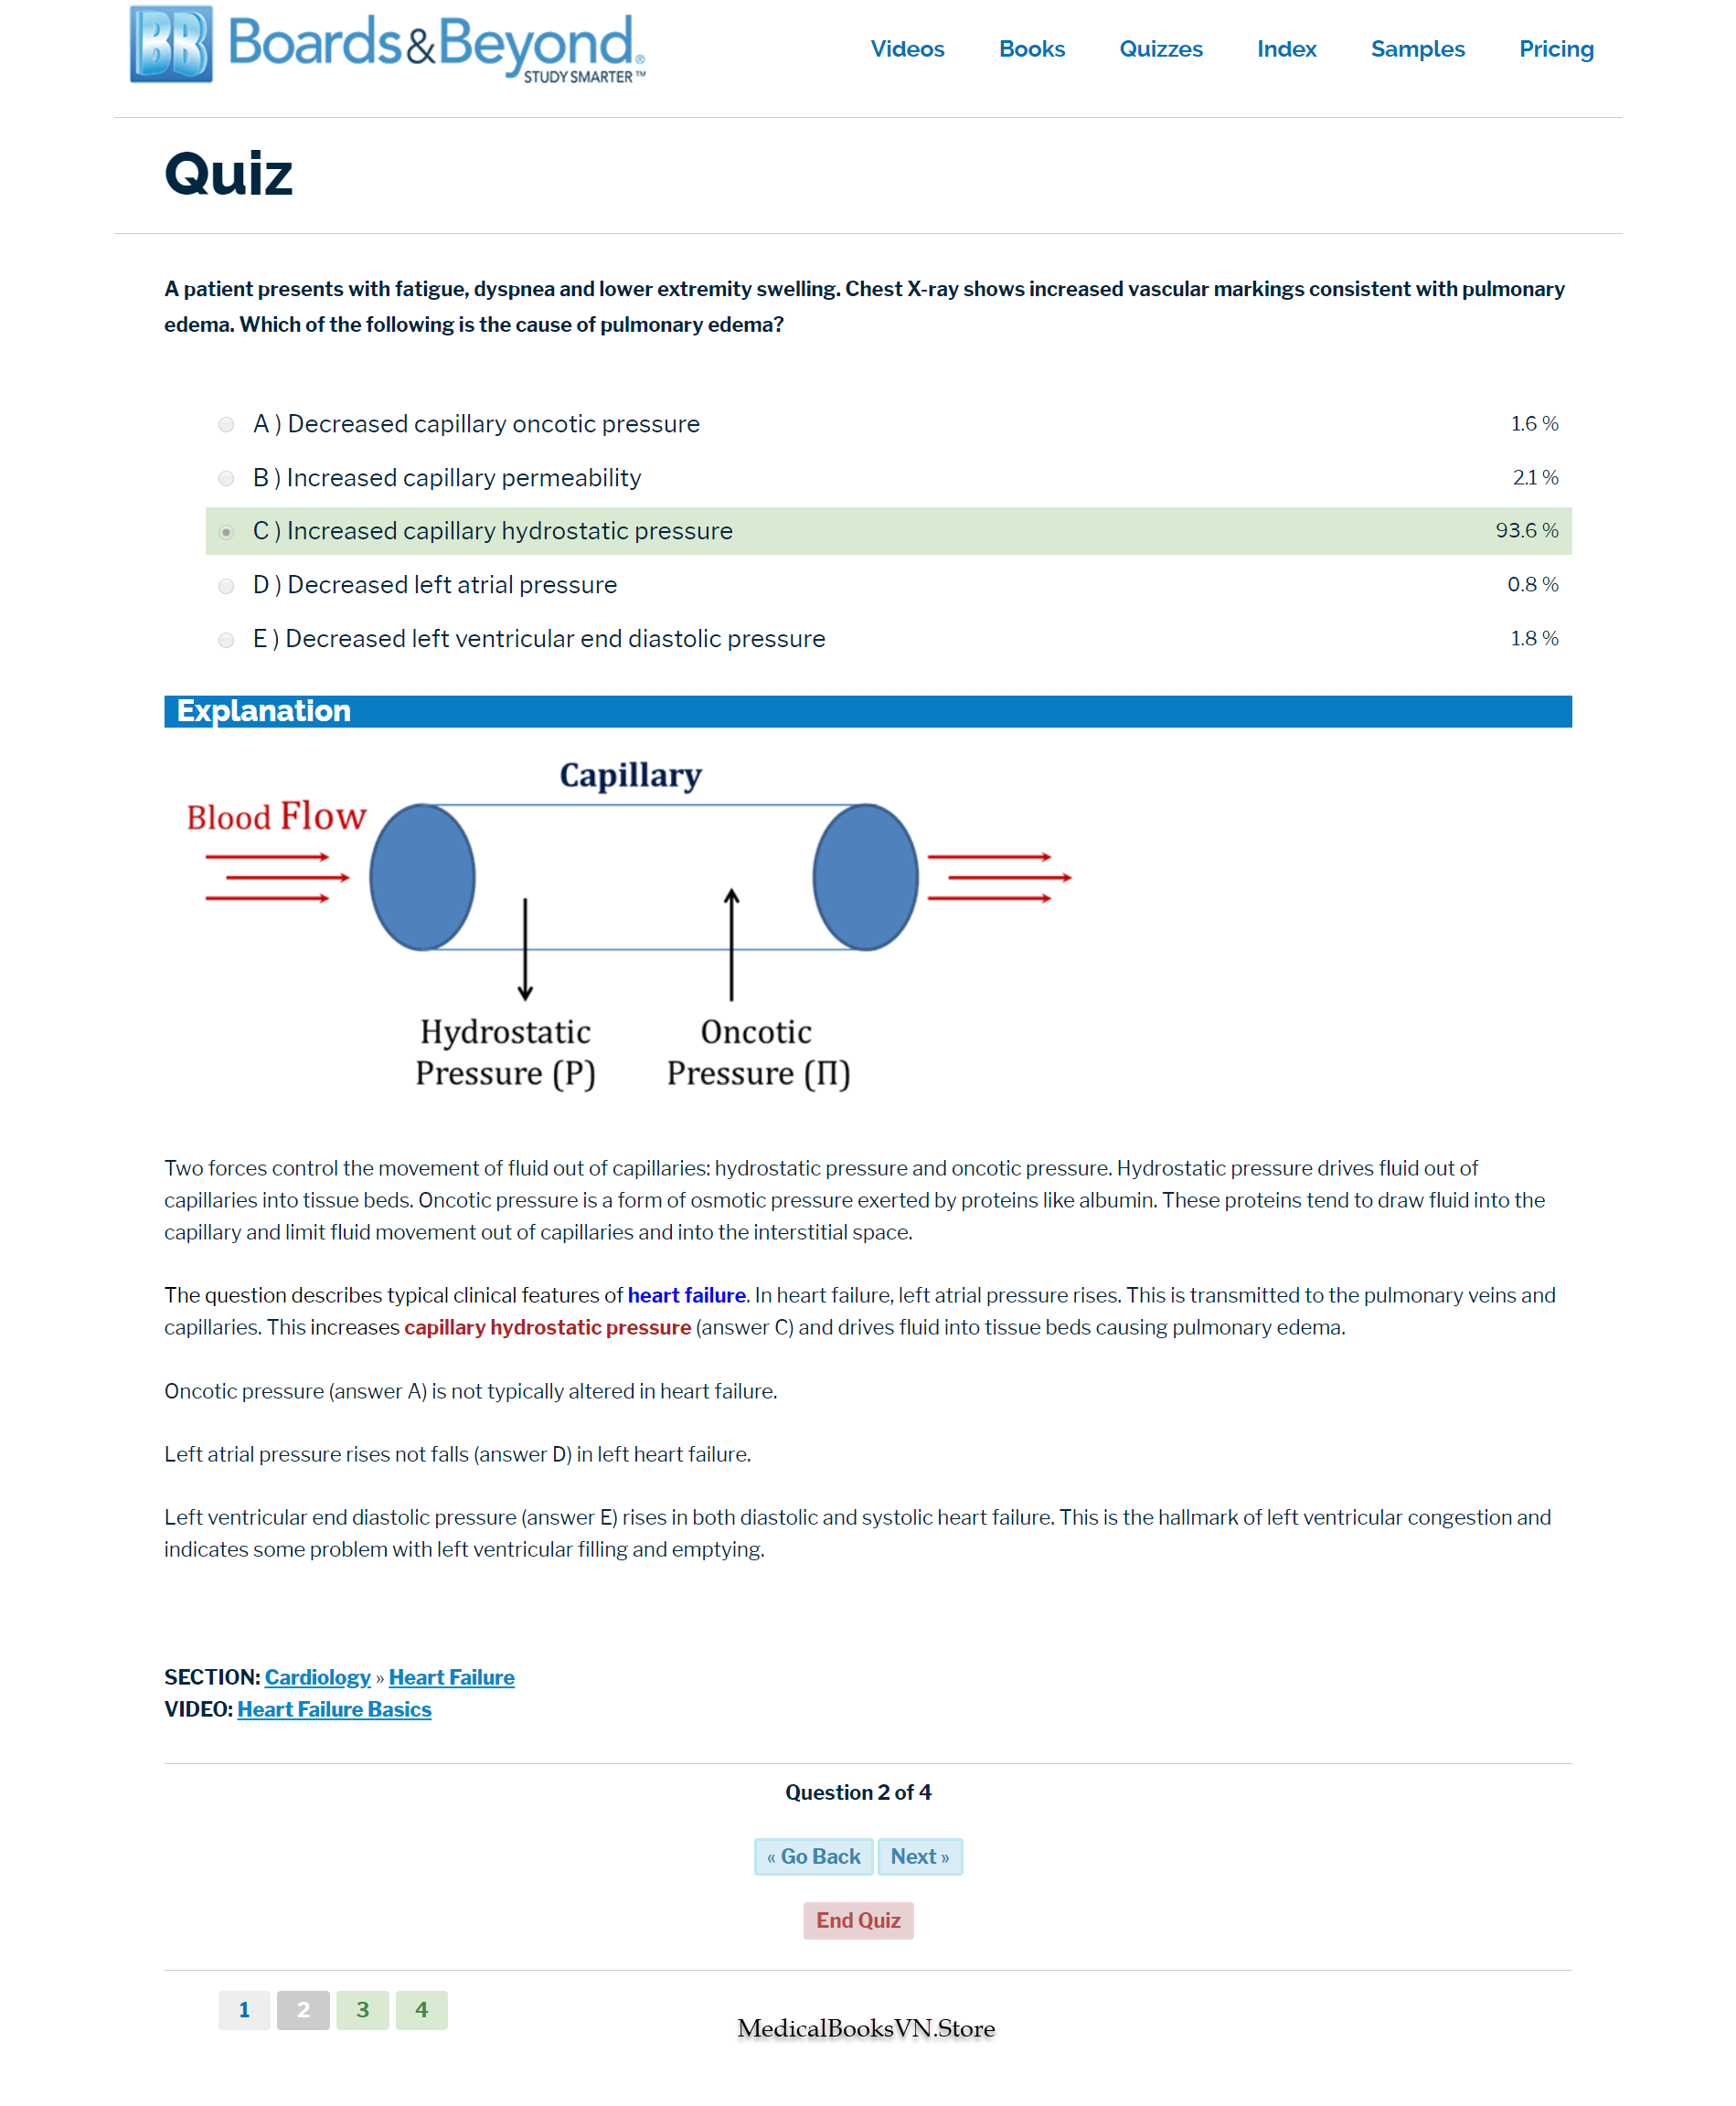 BB Boards&Beyond®
STUDY SMARTER™
Videos Books Quizzes Index Samples Pricing
Quiz
A patient presents with fatigue, dyspnea and lower extremity swelling. Chest X-ray shows increased vascular markings consistent with pulmonary
edema. Which of the following is the cause of pulmonary edema?
A ) Decreased capillary oncotic pressure 1.6 %
B ) Increased capillary permeability 2.1 %
C ) Increased capillary hydrostatic pressure 93.6 %
D ) Decreased left atrial pressure 0.8 %
E ) Decreased left ventricular end diastolic pressure 1.8 %
Explanation
Capillary
Blood Flow
Hydrostatic
Pressure (P)
Oncotic
Pressure (Π)
Two forces control the movement of fluid out of capillaries: hydrostatic pressure and oncotic pressure. Hydrostatic pressure drives fluid out of
capillaries into tissue beds. Oncotic pressure is a form of osmotic pressure exerted by proteins like albumin. These proteins tend to draw fluid into the
capillary and limit fluid movement out of capillaries and into the interstitial space.
The question describes typical clinical features of heart failure. In heart failure, left atrial pressure rises. This is transmitted to the pulmonary veins and
capillaries. This increases capillary hydrostatic pressure (answer C) and drives fluid into tissue beds causing pulmonary edema.
Oncotic pressure (answer A) is not typically altered in heart failure.
Left atrial pressure rises not falls (answer D) in left heart failure.
Left ventricular end diastolic pressure (answer E) rises in both diastolic and systolic heart failure. This is the hallmark of left ventricular congestion and
indicates some problem with left ventricular filling and emptying.
SECTION: Cardiology » Heart Failure
VIDEO: Heart Failure Basics
Question 2 of 4
« Go Back Next »
End Quiz
1 2 3 4
MedicalBooksVN.Store